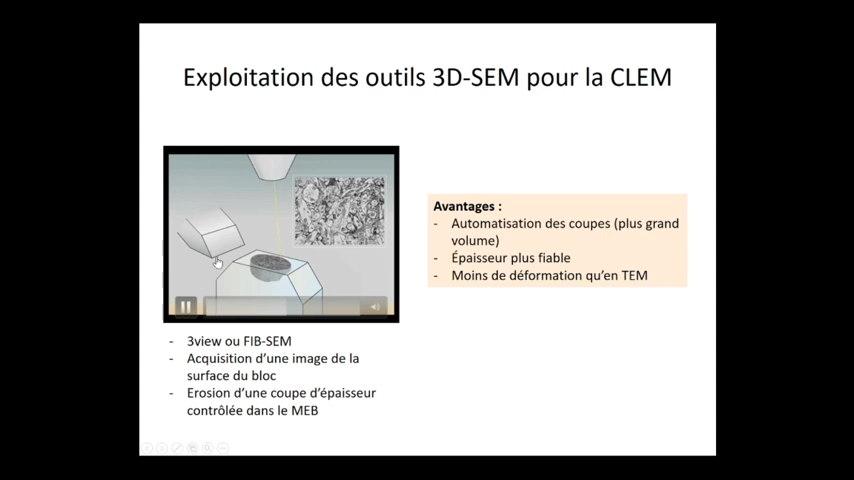 Exploitation des outils 3D-SEM pour la CLEM
Avantages :
- Automatisation des coupes (plus grand
volume)
- Épaisseur plus fiable
- Moins de déformation qu'en TEM
- 3view ou FIB-SEM
- Acquisition d'une image de la
surface du bloc
- Erosion d'une coupe d'épaisseur
contrôlée dans le MEB